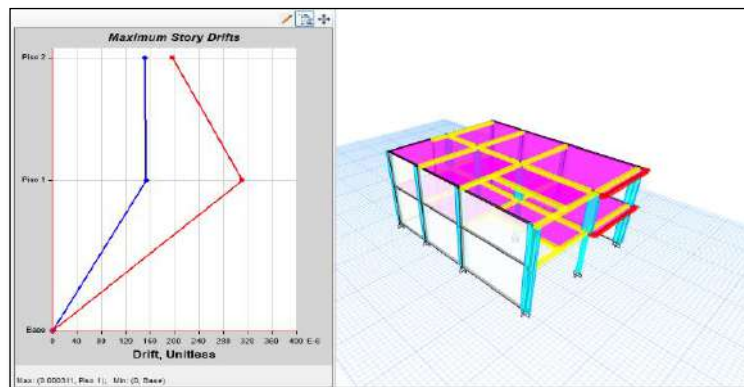 Maximum Story Drifts
Piso 2
Piso 1
Base
0 40 80 120 160 200 240 280 320 360 400 E-6
Drift, Unitless
Max: (0.000311, Piso 1); Min: (0, Base)